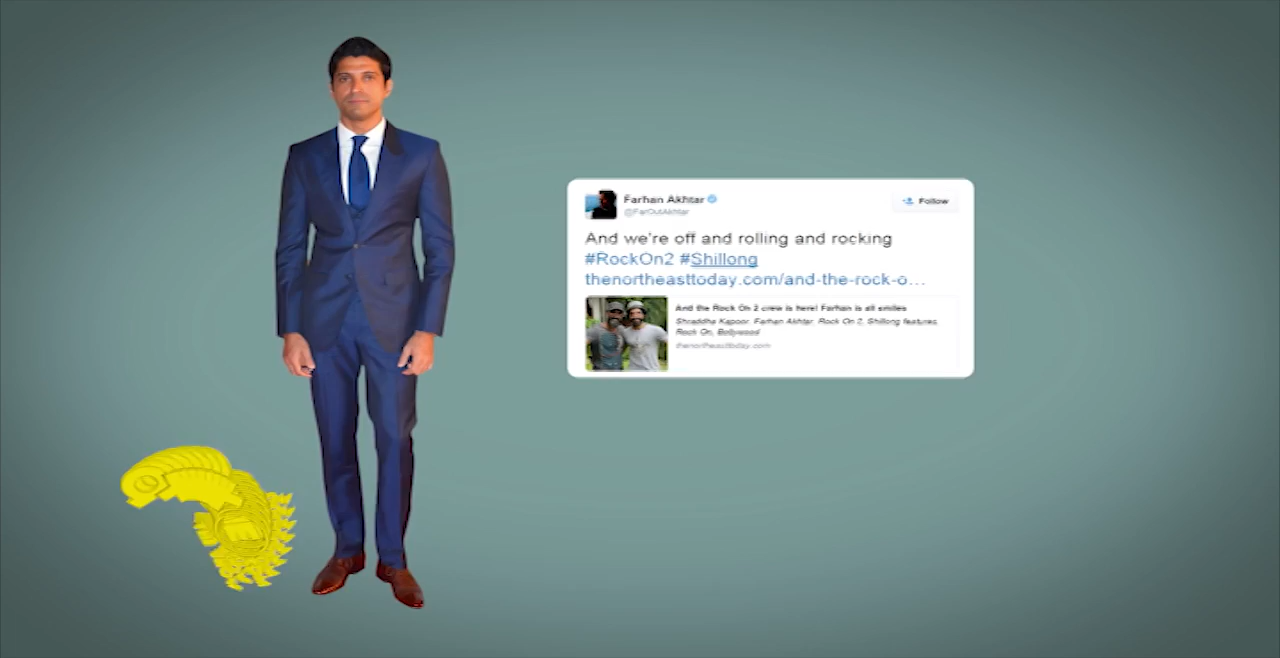 Farhan Akhtar
@FarOutAkhtar
Follow
And we're off and rolling and rocking
#RockOn2 #Shillong
thenortheasttoday.com/and-the-rock-o...
And the Rock On 2 crew is here! Farhan is all smiles
Shraddha Kapoor, Farhan Akhtar, Rock On 2, Shillong features,
Rock On, Bollywood
thenortheasttoday.com